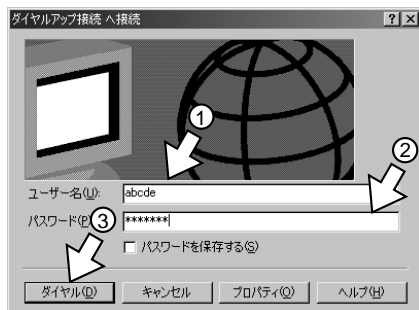 ダイヤルアップ接続 へ接続
①
②
ユーザー名(U): abcde
パスワード(P) *******
③
パスワードを保存する(S)
ダイヤル(D) キャンセル プロパティ(O) ヘルプ(H)